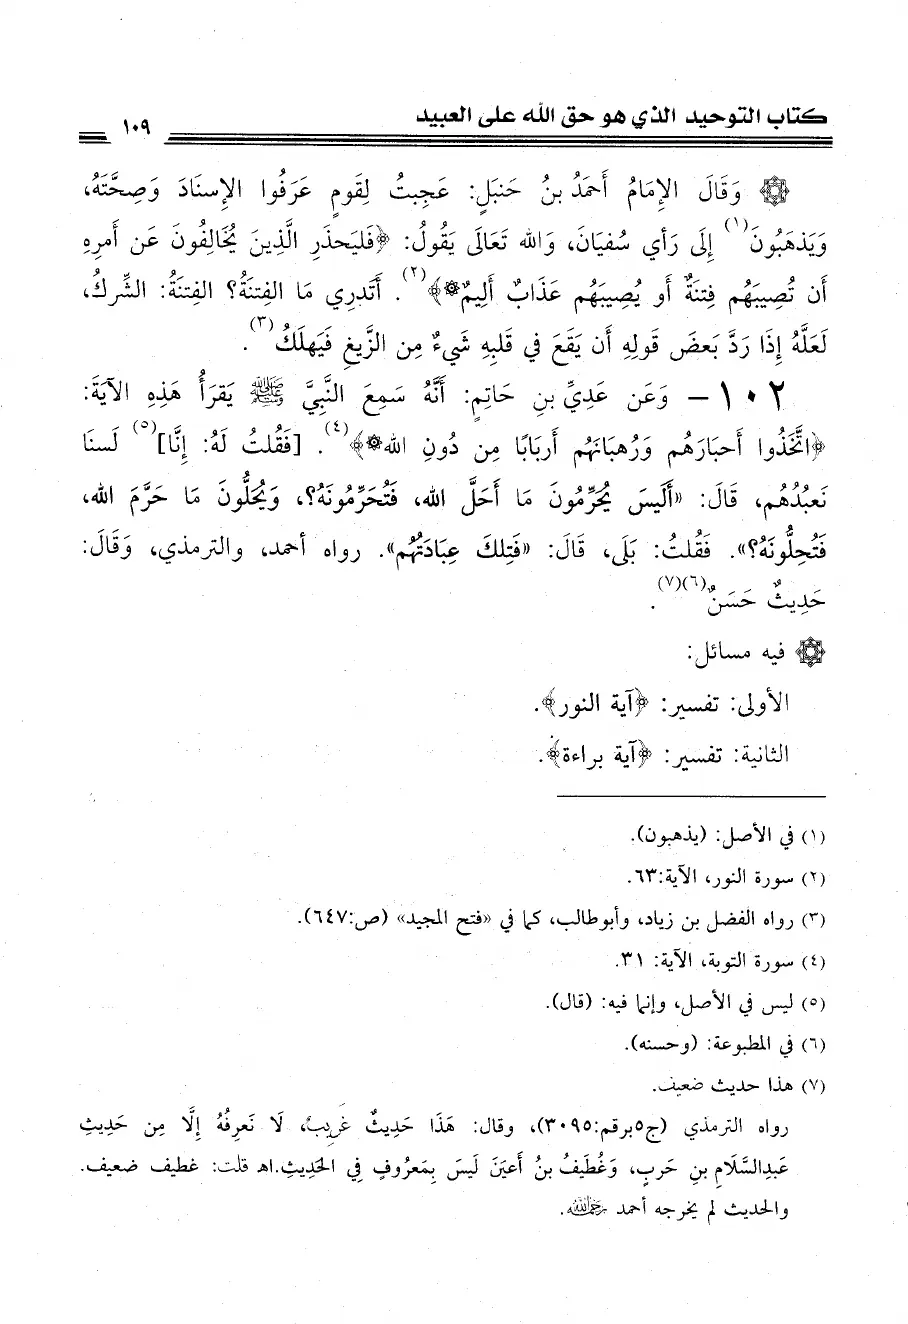 كتاب التوحيد الذي هو حق الله على العبيد ١٠٩
وَقَالَ الإِمَامُ أَحمَدُ بنُ حَنبَلٍ: عَجِبتُ لِقَومٍ عَرَفُوا الإِسنَادَ وَصِحَّتَهُ،
وَيَذهَبُونَ(١) إِلَى رَأي سُفيَانَ، وَالله تَعَالَى يَقُولُ: ﴿فَليَحذَرِ الَّذِينَ يُخَالِفُونَ عَن أَمرِهِ
أَن تُصِيبَهُم فِتنَةٌ أَو يُصِيبَهُم عَذَابٌ أَلِيمٌ﴾(٢). أَتَدرِي مَا الفِتنَةُ؟ الفِتنَةُ: الشِّركُ،
لَعَلَّهُ إِذَا رَدَّ بَعضَ قَولِهِ أَن يَقَعَ فِي قَلبِهِ شَيءٌ مِن الزَّيغِ فَيَهلَكُ(٣).
١٠٢ – وَعَن عَدِيِّ بنِ حَاتِمٍ: أَنَّهُ سَمِعَ النَّبِيَّ ﷺ يَقرَأُ هَذِهِ الآيَةَ:
﴿اتَّخَذُوا أَحبَارَهُم وَرُهبَانَهُم أَربَابًا مِن دُونِ الله﴾(٤). [فَقُلتُ لَهُ: إِنَّا](٥) لَسنَا
نَعبُدُهُم، قَالَ: «أَلَيسَ يُحَرِّمُونَ مَا أَحَلَّ الله، فَتُحَرِّمُونَهُ؟، وَيُحِلُّونَ مَا حَرَّمَ الله،
فَتُحِلُّونَهُ؟». فَقُلتُ: بَلَى، قَالَ: «فَتِلكَ عِبَادَتُهُم». رواه أحمد، والترمذي، وَقَالَ:
حَدِيثٌ حَسَنٌ(٦)(٧).
فيه مسائل:
الأولى: تفسير: ﴿آية النور﴾.
الثانية: تفسير: ﴿آية براءة﴾.
(١) في الأصل: (يذهبون).
(٢) سورة النور، الآية:٦٣.
(٣) رواه الفضل بن زياد، وأبوطالب، كما في «فتح المجيد» (ص:٦٤٧).
(٤) سورة التوبة، الآية: ٣١.
(٥) ليس في الأصل، وإنما فيه: (قال).
(٦) في المطبوعة: (وحسنه).
(٧) هذا حديث ضعيف.
رواه الترمذي (ج٥برقم:٣٠٩٥)، وقال: هَذَا حَدِيثٌ غَرِيبٌ، لَا نَعرِفُهُ إِلَّا مِن حَدِيثِ
عَبدِالسَّلَامِ بنِ حَربٍ، وَغُطَيفُ بنُ أَعيَنَ لَيسَ بِمَعرُوفٍ فِي الحَدِيثِ.اهـ قلت: غطيف ضعيف.
والحديث لم يخرجه أحمد رحمه الله.